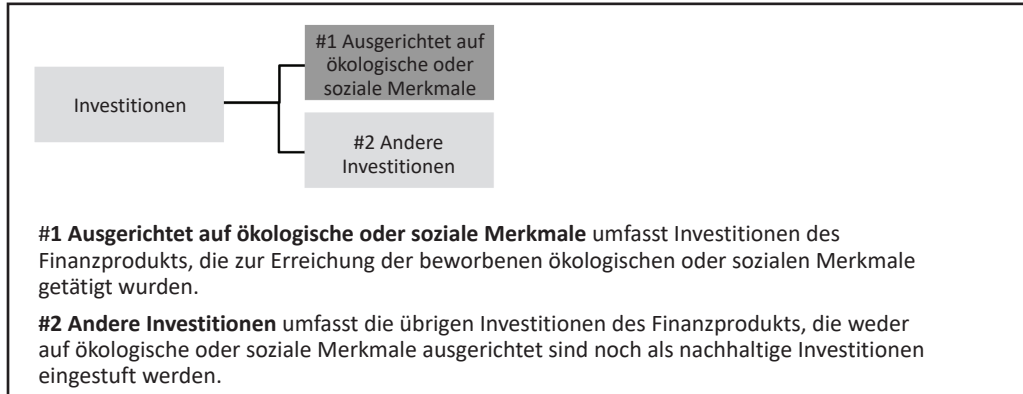 #1 Ausgerichtet auf
ökologische oder
soziale Merkmale
Investitionen
#2 Andere
Investitionen
#1 Ausgerichtet auf ökologische oder soziale Merkmale umfasst Investitionen des
Finanzprodukts, die zur Erreichung der beworbenen ökologischen oder sozialen Merkmale
getätigt wurden.
#2 Andere Investitionen umfasst die übrigen Investitionen des Finanzprodukts, die weder
auf ökologische oder soziale Merkmale ausgerichtet sind noch als nachhaltige Investitionen
eingestuft werden.